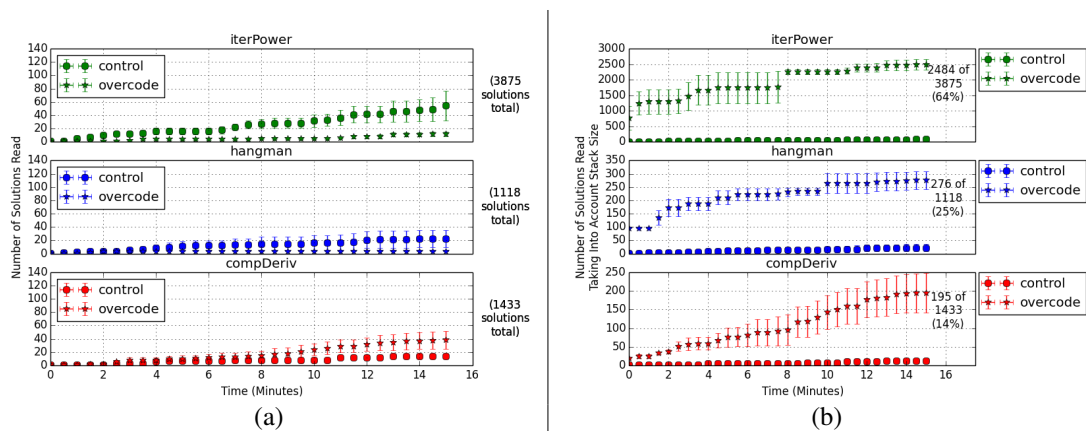 iterPower
140
120
100
80
60
40
20
0
control
overcode
(3875
solutions
total)
hangman
140
120
100
80
60
40
20
0
control
overcode
(1118
solutions
total)
compDeriv
140
120
100
80
60
40
20
0
control
overcode
(1433
solutions
total)
Number of Solutions Read
0 2 4 6 8 10 12 14 16
Time (Minutes)
(a)
iterPower
3000
2500
2000
1500
1000
500
0
2484 of
3875
(64%)
control
overcode
hangman
350
300
250
200
150
100
50
0
276 of
1118
(25%)
control
overcode
compDeriv
250
200
150
100
50
0
195 of
1433
(14%)
control
overcode
Number of Solutions Read
Taking Into Account Stack Size
0 2 4 6 8 10 12 14 16
Time (Minutes)
(b)